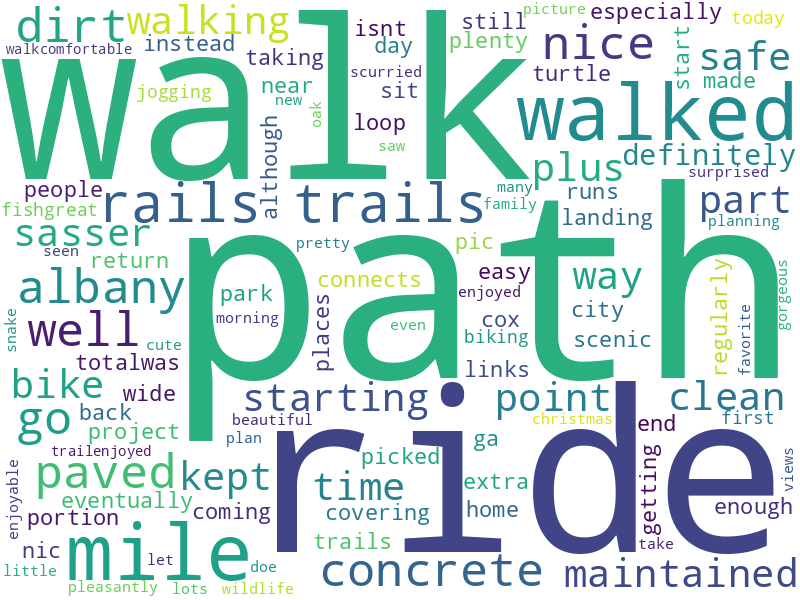 picture
especially
today
dirt
walking
instead
isnt
still
day
plenty
nice
safe
start
walkcomfortable
taking
jogging
near
new
scurried
sit
turtle
made
walk
oak
loop
saw
walked
although
plus
definitely
people
rails trails
many
family
surprised
part
planning
fishgreat
runs
landing
sasser
seen
return
pretty
pic
path
connects
easy
enjoyed
way
scenic
regularly
gorgeous
albany
park
morning
places
even
cox
biking
city
favorite
well
snake
cute
totalwas
links
bike
wide
go
back
project
starting
point
clean
first
beautiful
plan
christmas
end
ride
trailenjoyed
paved
kept
picked
ga
time
extra
getting
views
enjoyable
eventually
portion
coming
covering
home
enough
take
nic
mile
let
trails
little
pleasantly
lots
doe
wildlife
concrete
maintained